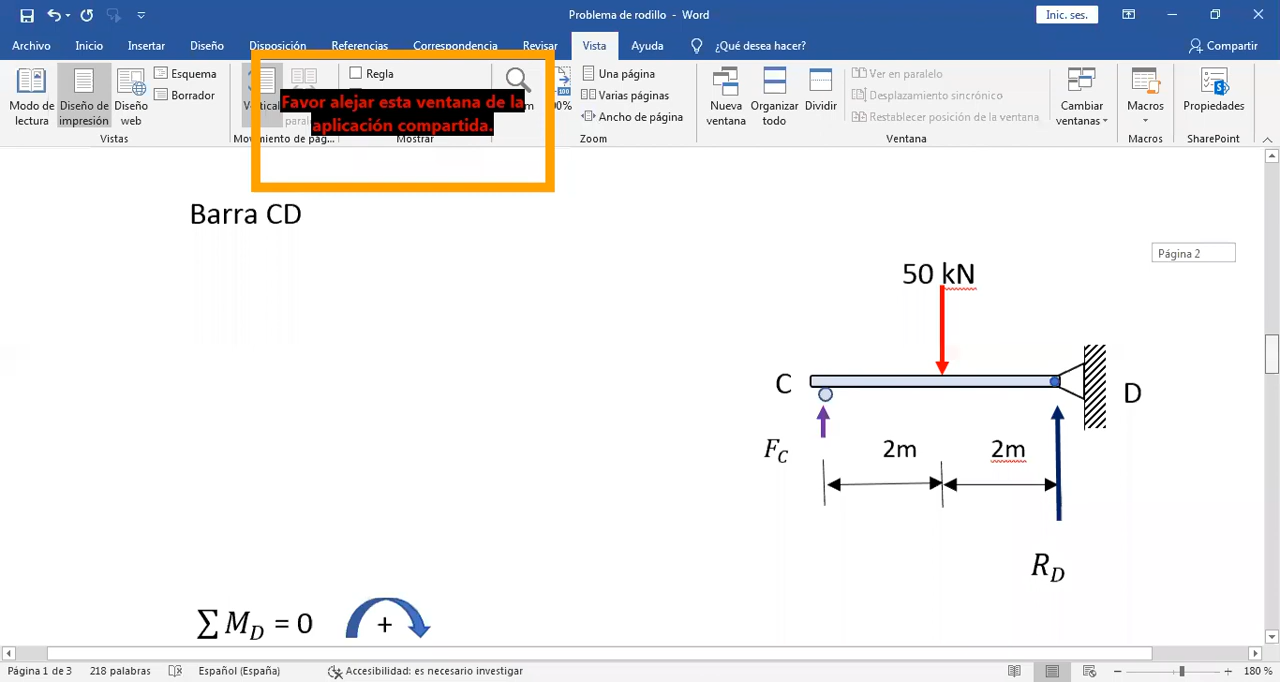 Problema de rodillo - Word
Inic. ses.
Archivo Inicio Insertar Diseño Disposición Referencias Correspondencia Revisar Vista Ayuda ¿Qué desea hacer? Compartir
Modo de lectura
Diseño de impresión
Diseño web
Esquema
Borrador
Vistas
Vertical
Movimiento de pág...
Regla
Mostrar
Favor alejar esta ventana de la
aplicación compartida.
Una página
Varias páginas
Ancho de página
Zoom
Nueva ventana
Organizar todo
Dividir
Ver en paralelo
Desplazamiento sincrónico
Restablecer posición de la ventana
Cambiar ventanas
Ventana
Macros
Macros
Propiedades
SharePoint
Barra CD
Página 2
50 kN
C
D
F_C
2m
2m
R_D
∑ M_D = 0
+
Página 1 de 3 218 palabras Español (España) Accesibilidad: es necesario investigar 180 %